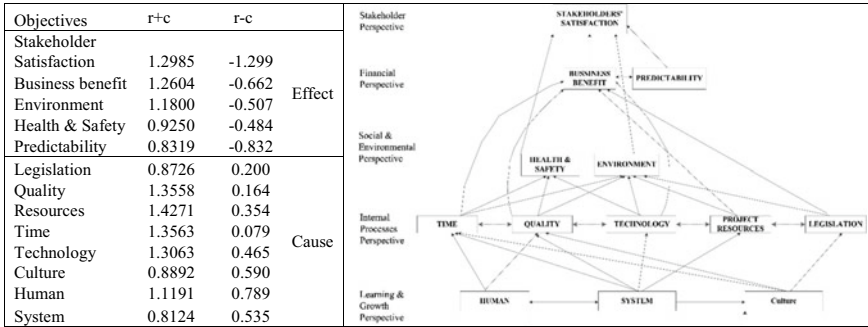 Objectives r+c r-c
Stakeholder
Satisfaction 1.2985 -1.299
Business benefit 1.2604 -0.662
Effect
Environment 1.1800 -0.507
Health & Safety 0.9250 -0.484
Predictability 0.8319 -0.832
Legislation 0.8726 0.200
Quality 1.3558 0.164
Resources 1.4271 0.354
Time 1.3563 0.079
Cause
Technology 1.3063 0.465
Culture 0.8892 0.590
Human 1.1191 0.789
System 0.8124 0.535
Stakeholder
Perspective
STAKEHOLDERS'
SATISFACTION
Financial
Perspective
BUSINESS
BENEFIT
PREDICTABILITY
Social &
Environmental
Perspective
HEALTH &
SAFETY
ENVIRONMENT
Internal
Processes
Perspective
TIME
QUALITY
TECHNOLOGY
PROJECT
RESOURCES
LEGISLATION
Learning &
Growth
Perspective
HUMAN
SYSTEM
Culture